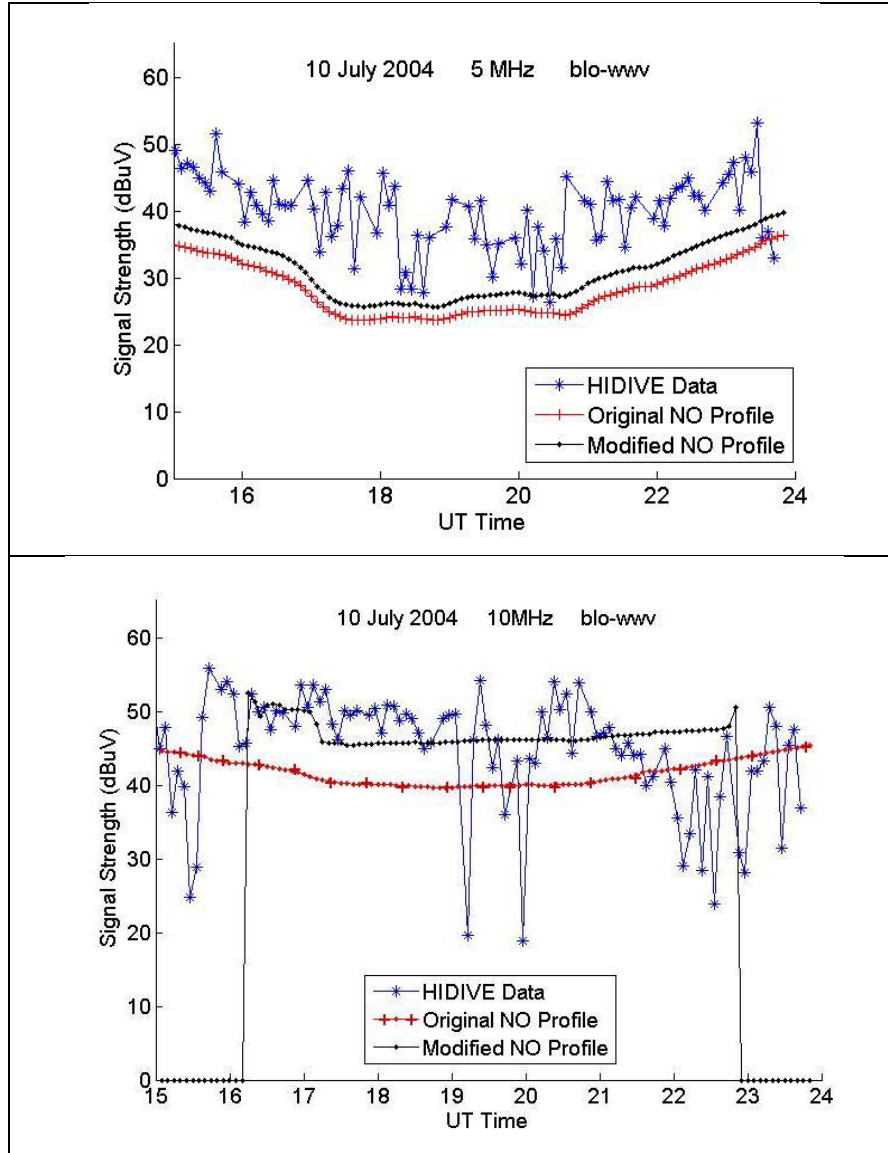 10 July 2004 5 MHz blo-wwv
60
50
40
30
20
10
0
Signal Strength (dBuV)
HIDIVE Data
Original NO Profile
Modified NO Profile
16 18 20 22 24
UT Time
10 July 2004 10MHz blo-wwv
60
50
40
30
20
10
0
Signal Strength (dBuV)
HIDIVE Data
Original NO Profile
Modified NO Profile
15 16 17 18 19 20 21 22 23 24
UT Time